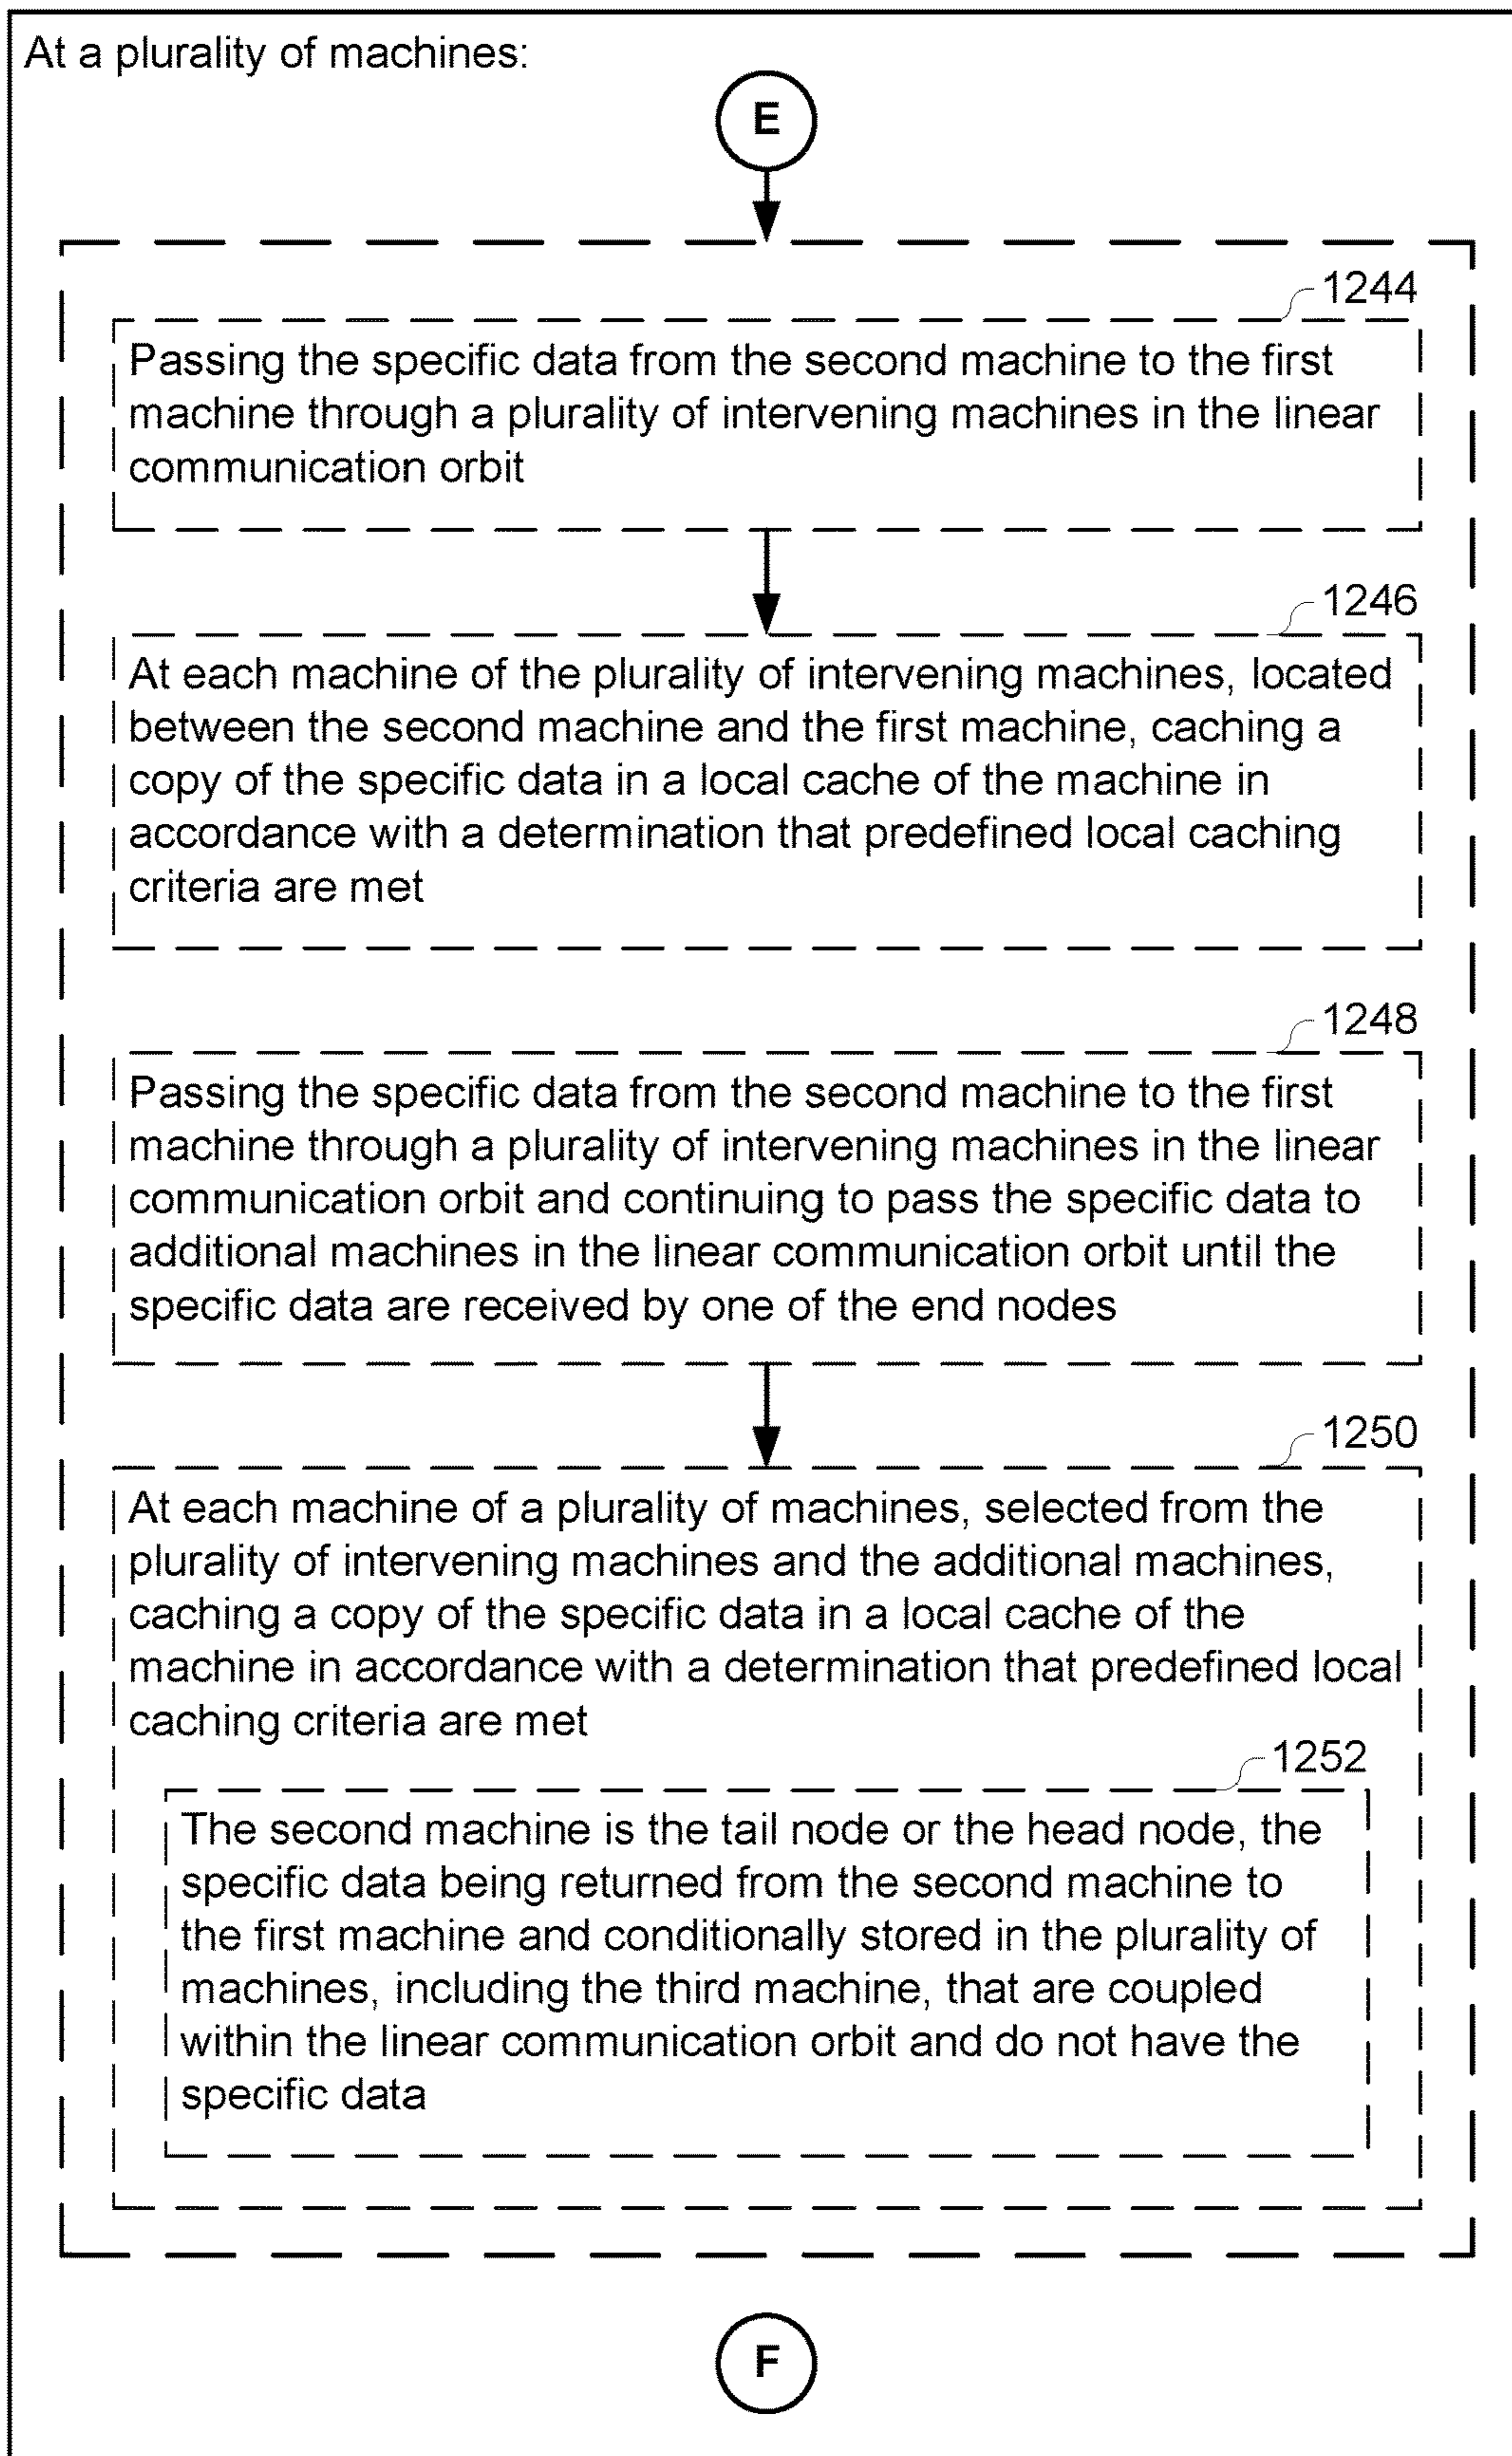 At a plurality of machines:
E
1244
Passing the specific data from the second machine to the first
machine through a plurality of intervening machines in the linear
communication orbit
1246
At each machine of the plurality of intervening machines, located
between the second machine and the first machine, caching a
copy of the specific data in a local cache of the machine in
accordance with a determination that predefined local caching
criteria are met
1248
Passing the specific data from the second machine to the first
machine through a plurality of intervening machines in the linear
communication orbit and continuing to pass the specific data to
additional machines in the linear communication orbit until the
specific data are received by one of the end nodes
1250
At each machine of a plurality of machines, selected from the
plurality of intervening machines and the additional machines,
caching a copy of the specific data in a local cache of the
machine in accordance with a determination that predefined local
caching criteria are met
1252
The second machine is the tail node or the head node, the
specific data being returned from the second machine to
the first machine and conditionally stored in the plurality of
machines, including the third machine, that are coupled
within the linear communication orbit and do not have the
specific data
F